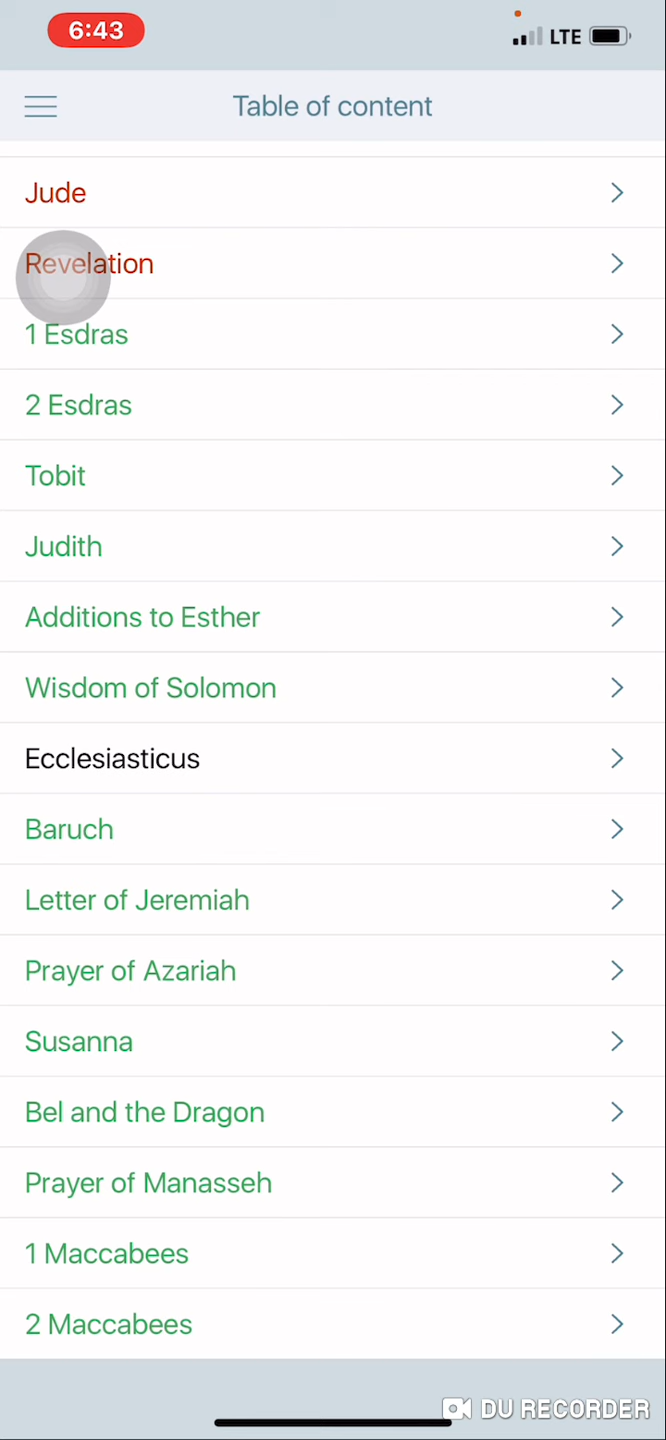 6:43
LTE
Table of content
Jude
Revelation
1 Esdras
2 Esdras
Tobit
Judith
Additions to Esther
Wisdom of Solomon
Ecclesiasticus
Baruch
Letter of Jeremiah
Prayer of Azariah
Susanna
Bel and the Dragon
Prayer of Manasseh
1 Maccabees
2 Maccabees
DU RECORDER